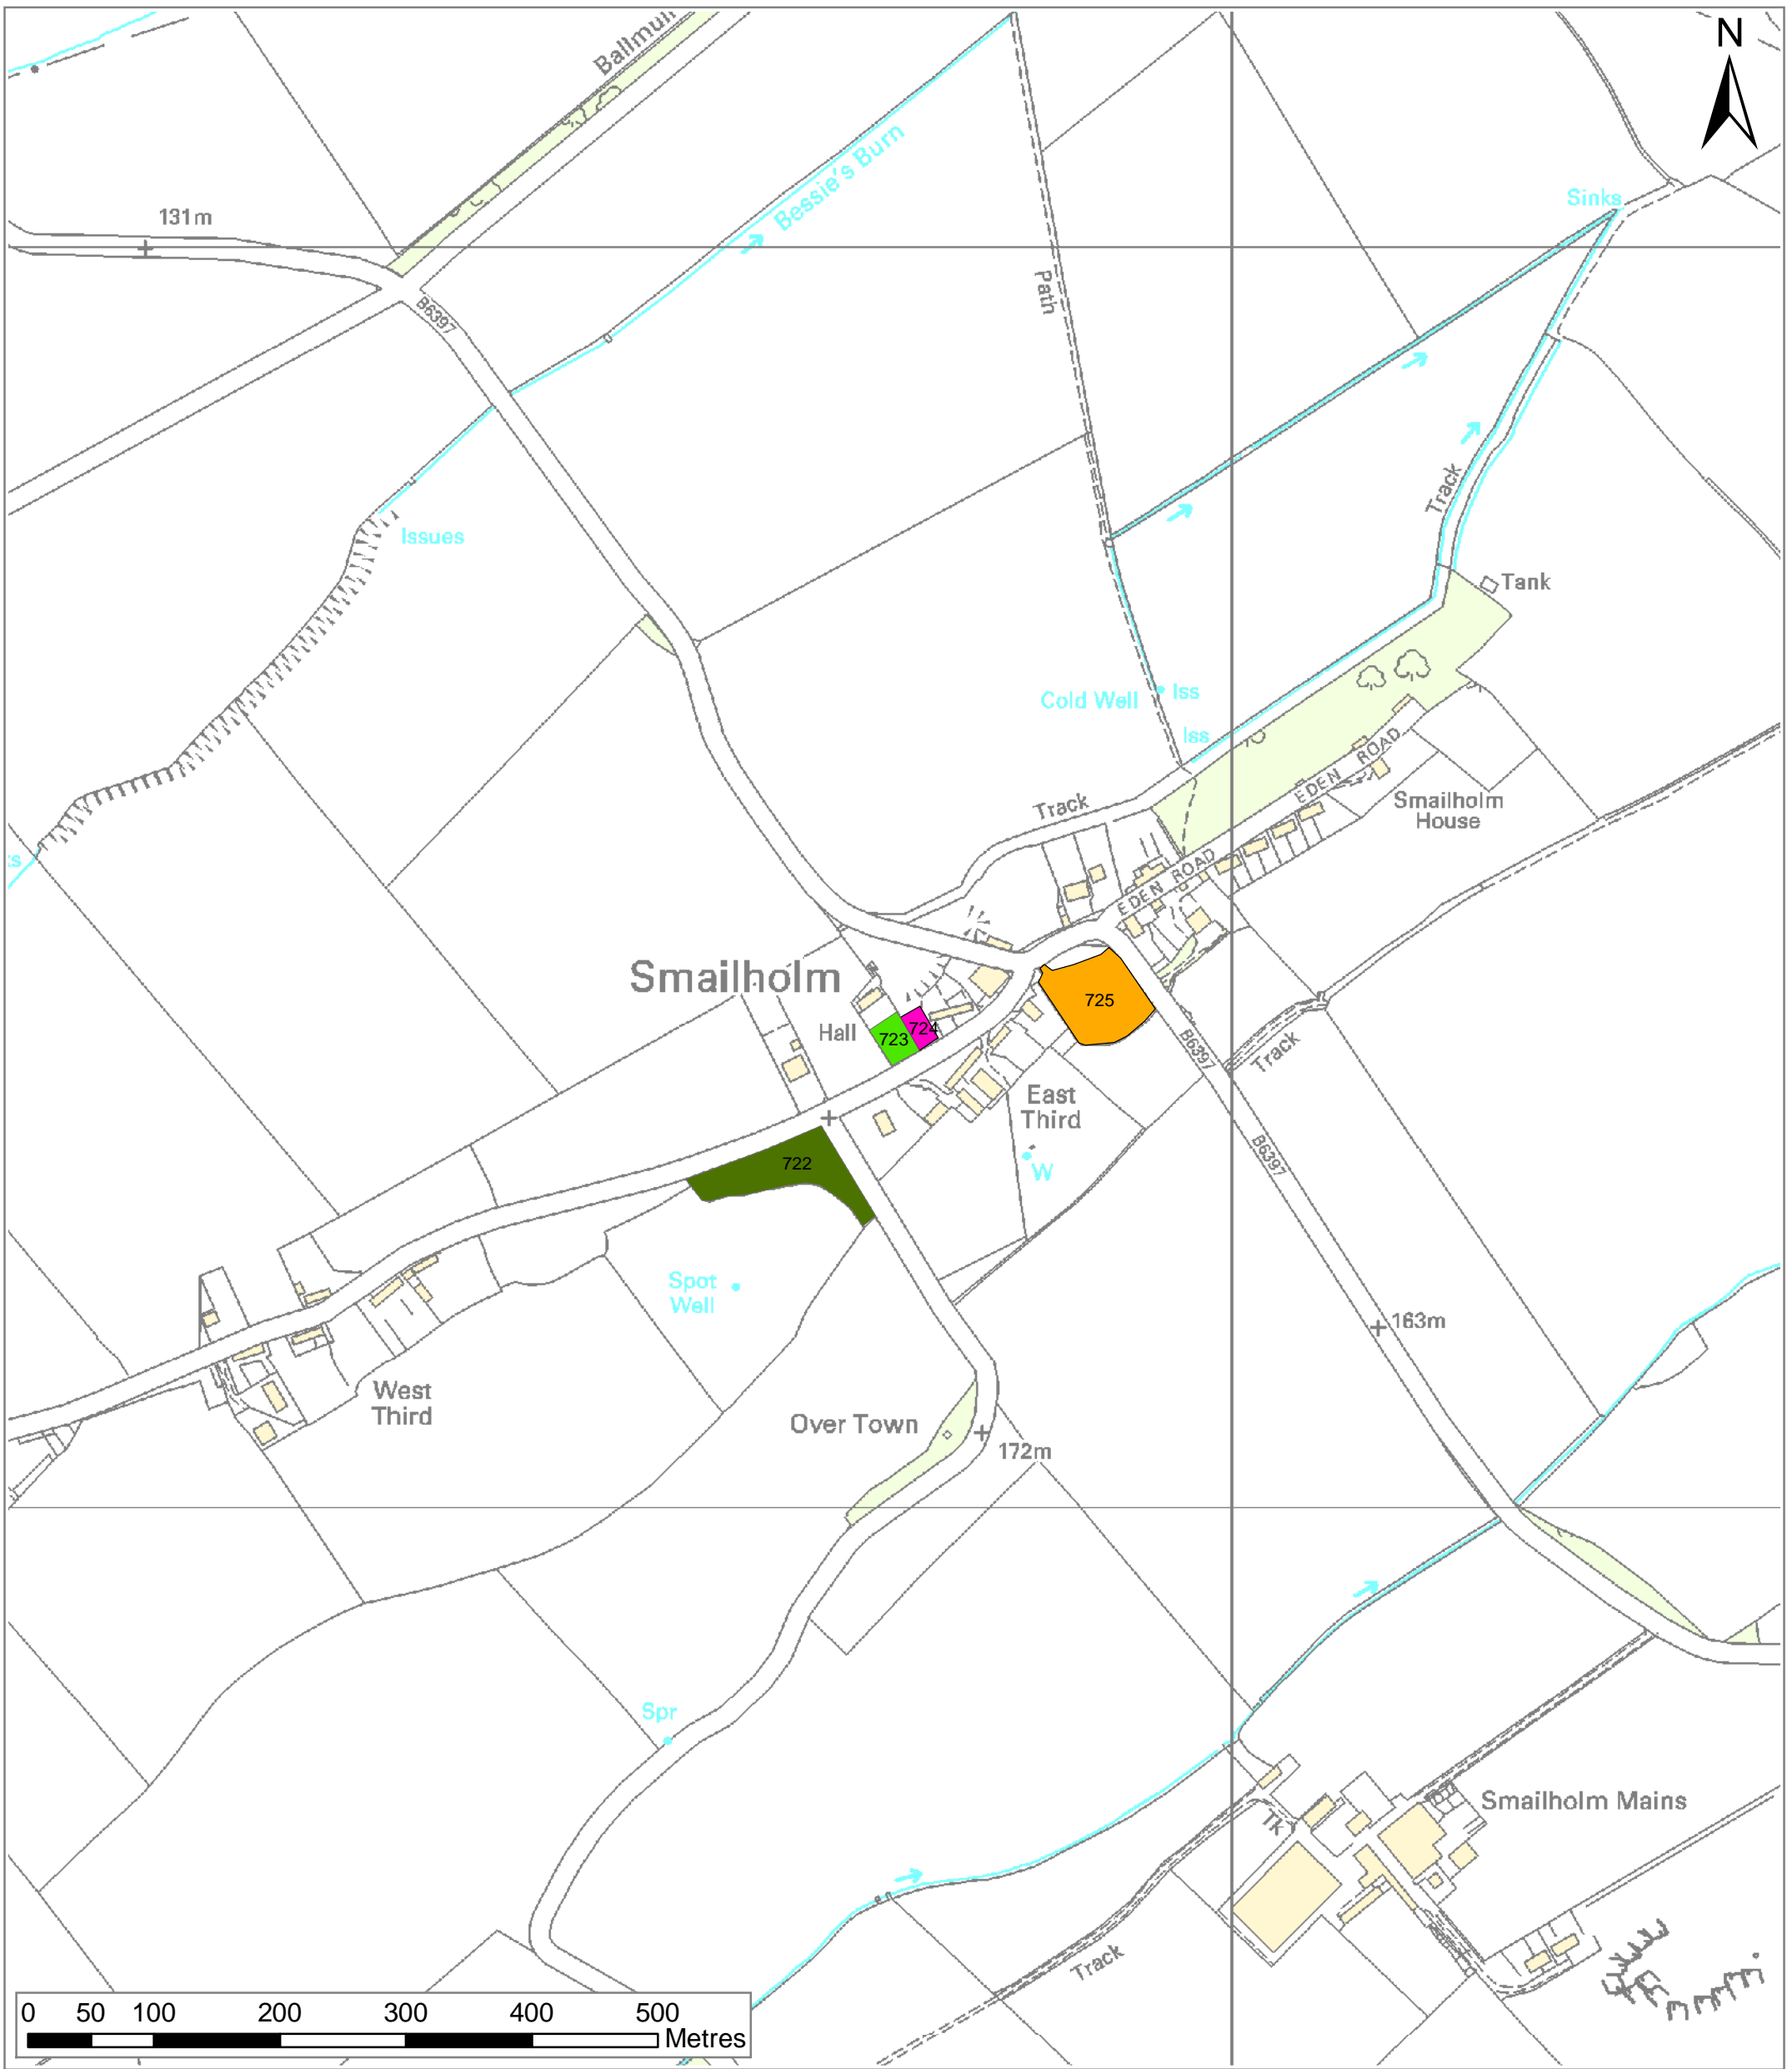 N
131m
B6397
Bessie's Burn
Sinks
Path
Issues
Track
Tank
Cold Well
Iss
Iss
EDEN ROAD
Smailholm
House
Track
EDEN ROAD
Smailholm
725
Hall
723
724
B6397
Track
East
Third
722
W
B6397
Spot
Well
163m
West
Third
Over Town
172m
Spr
Smailholm Mains
Tk
Track
0 50 100 200 300 400 500
Metres